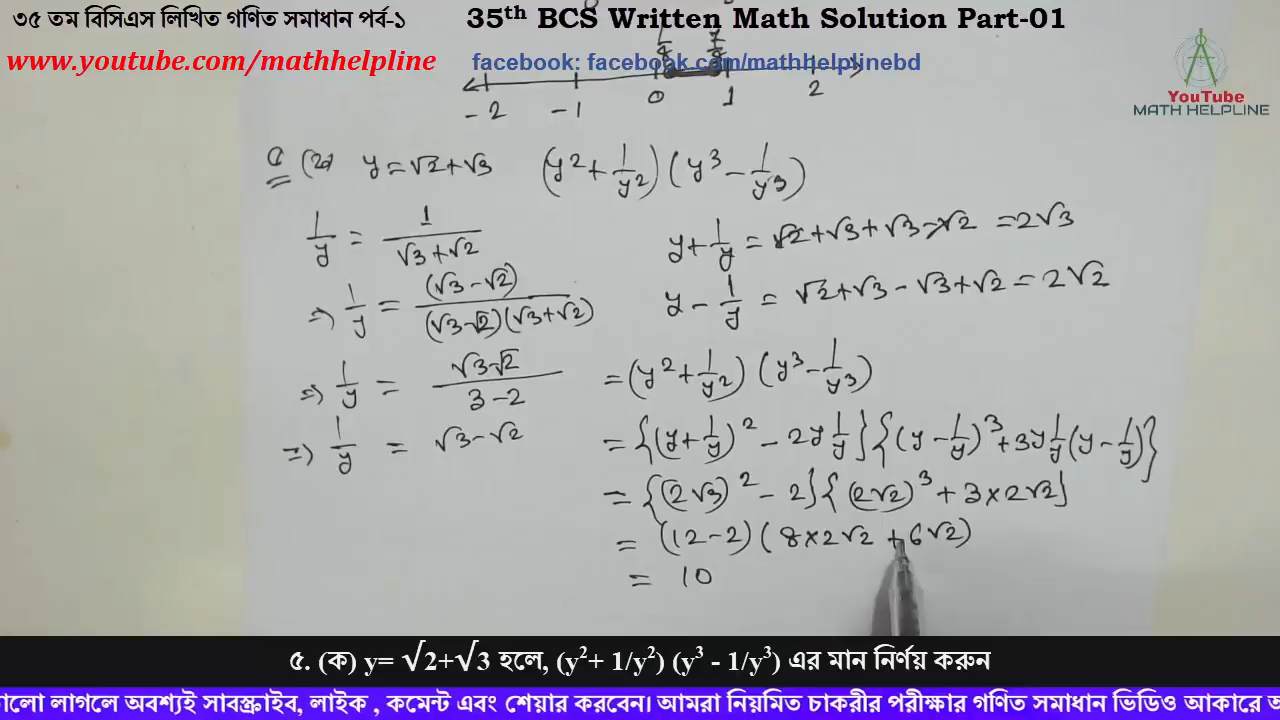 ৩৫ তম বিসিএস লিখিত গণিত সমাধান পর্ব-১ 35th BCS Written Math Solution Part-01
www.youtube.com/mathhelpline facebook: facebook.com/mathhelplinebd
YouTube
MATH HELPLINE
-2 -1 0 1 2
y = √2+√3 (y² + 1/y²) (y³ - 1/y³)
1/y = 1/(√3+√2)
⇒ 1/y = (√3-√2)/((√3-√2)(√3+√2))
⇒ 1/y = (√3-√2)/(3-2)
⇒ 1/y = √3-√2
y + 1/y = √2+√3+√3-√2 = 2√3
y - 1/y = √2+√3-√3+√2 = 2√2
= (y² + 1/y²) (y³ - 1/y³)
= {(y + 1/y)² - 2y 1/y} {(y - 1/y)³ + 3y 1/y (y - 1/y)}
= {(2√3)² - 2} {(2√2)³ + 3×2√2}
= (12-2) (8×2√2 + 6√2)
= 10
৫. (ক) y= √2+√3 হলে, (y²+ 1/y²) (y³ - 1/y³) এর মান নির্ণয় করুন
লো লাগলে অবশ্যই সাবস্ক্রাইব, লাইক , কমেন্ট এবং শেয়ার করবেন। আমরা নিয়মিত চাকরীর পরীক্ষার গণিত সমাধান ভিডিও আকারে